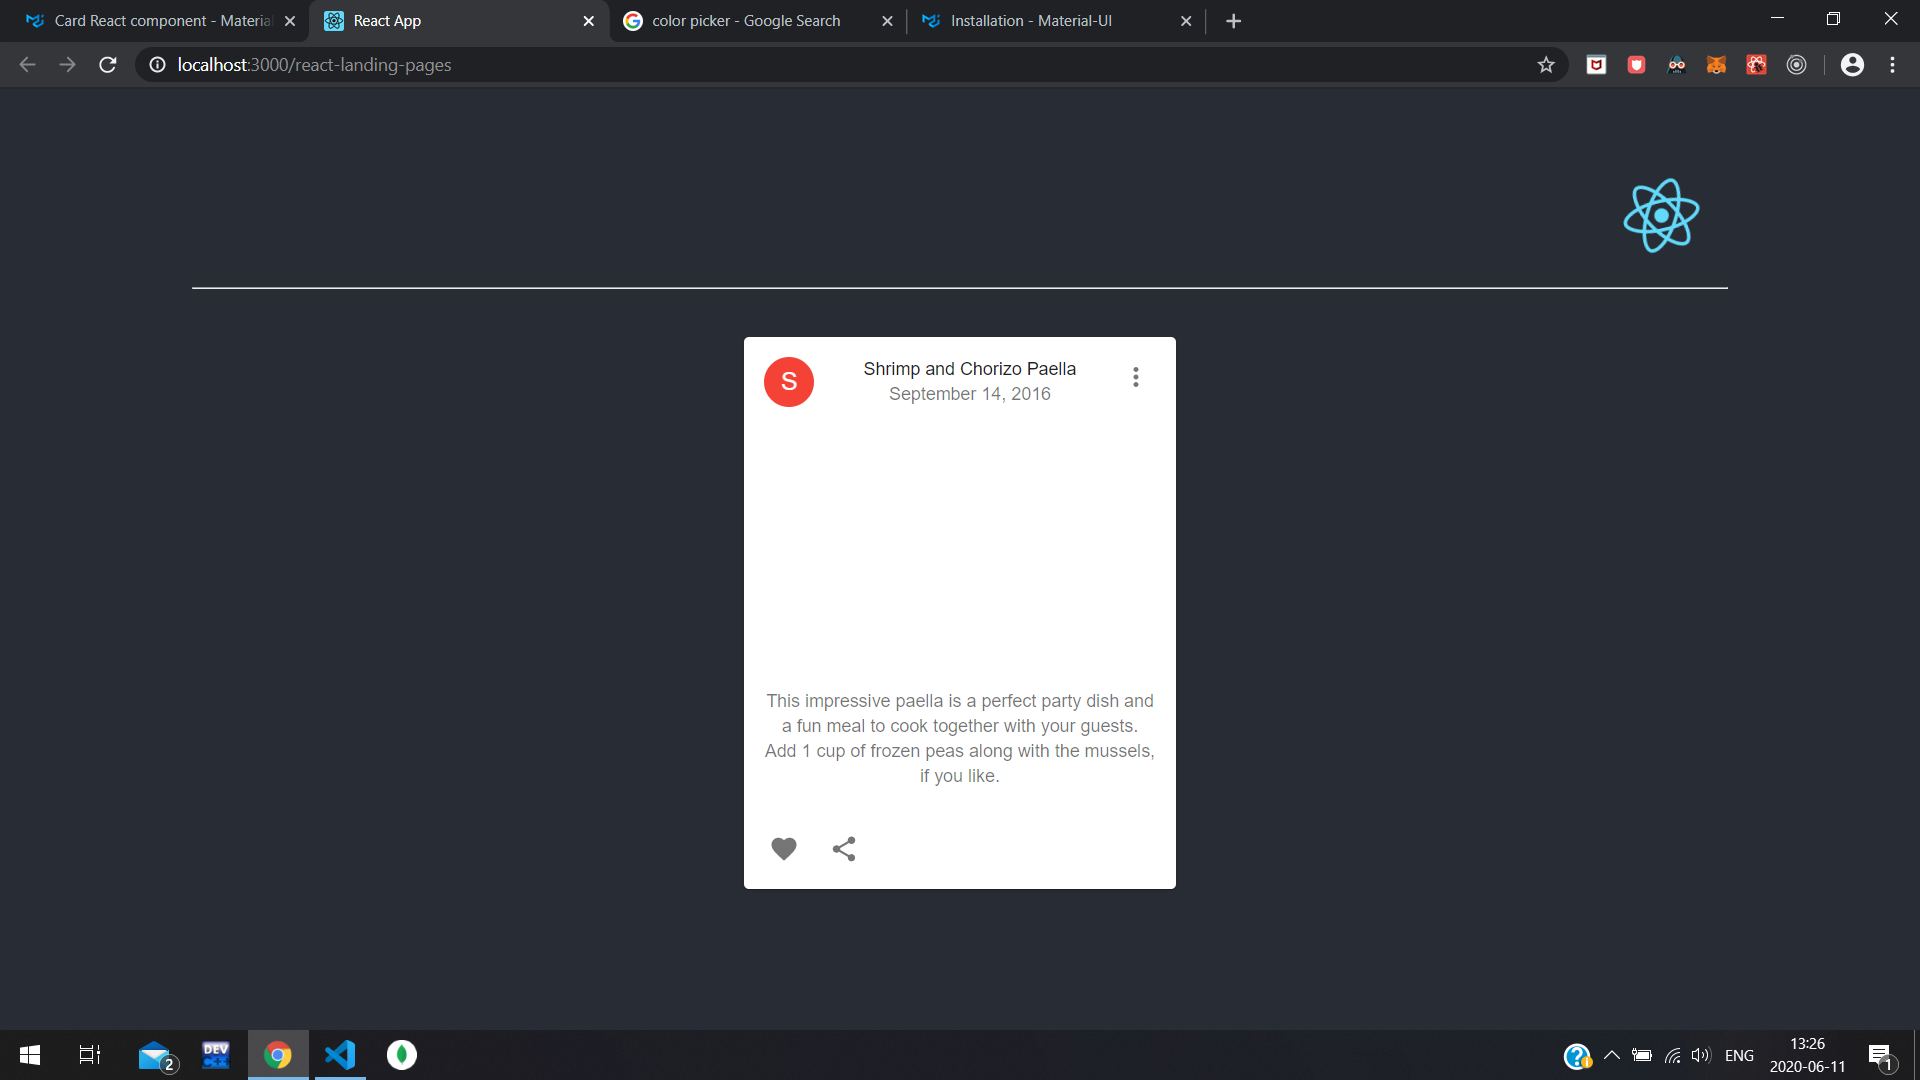 Card React component - Material
React App
color picker - Google Search
Installation - Material-UI
localhost:3000/react-landing-pages
S
Shrimp and Chorizo Paella
September 14, 2016
This impressive paella is a perfect party dish and
a fun meal to cook together with your guests.
Add 1 cup of frozen peas along with the mussels,
if you like.
2
DEV
C++
ENG
13:26
2020-06-11
1